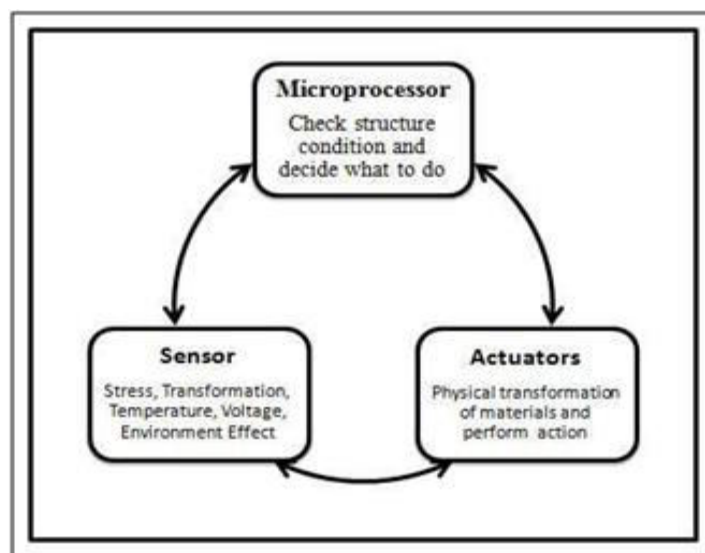 Microprocessor
Check structure
condition and
decide what to do
Sensor
Stress, Transformation,
Temperature, Voltage,
Environment Effect
Actuators
Physical transformation
of materials and
perform action